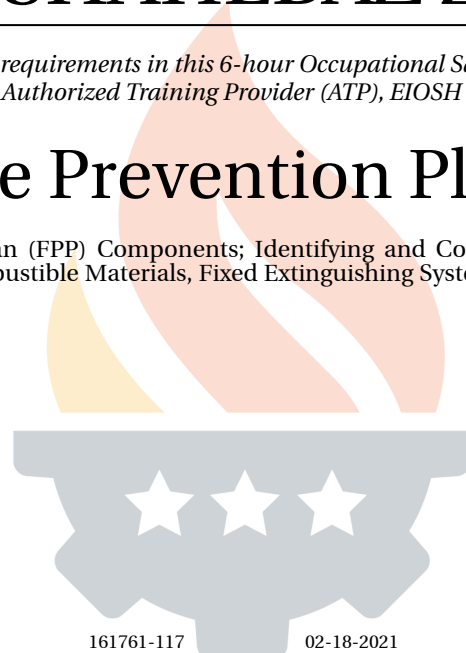 requirements in this 6-hour Occupational Sa
Authorized Training Provider (ATP), EIOSH
e Prevention Pl
an (FPP) Components; Identifying and Co
bustible Materials, Fixed Extinguishing Syste
161761-117 02-18-2021